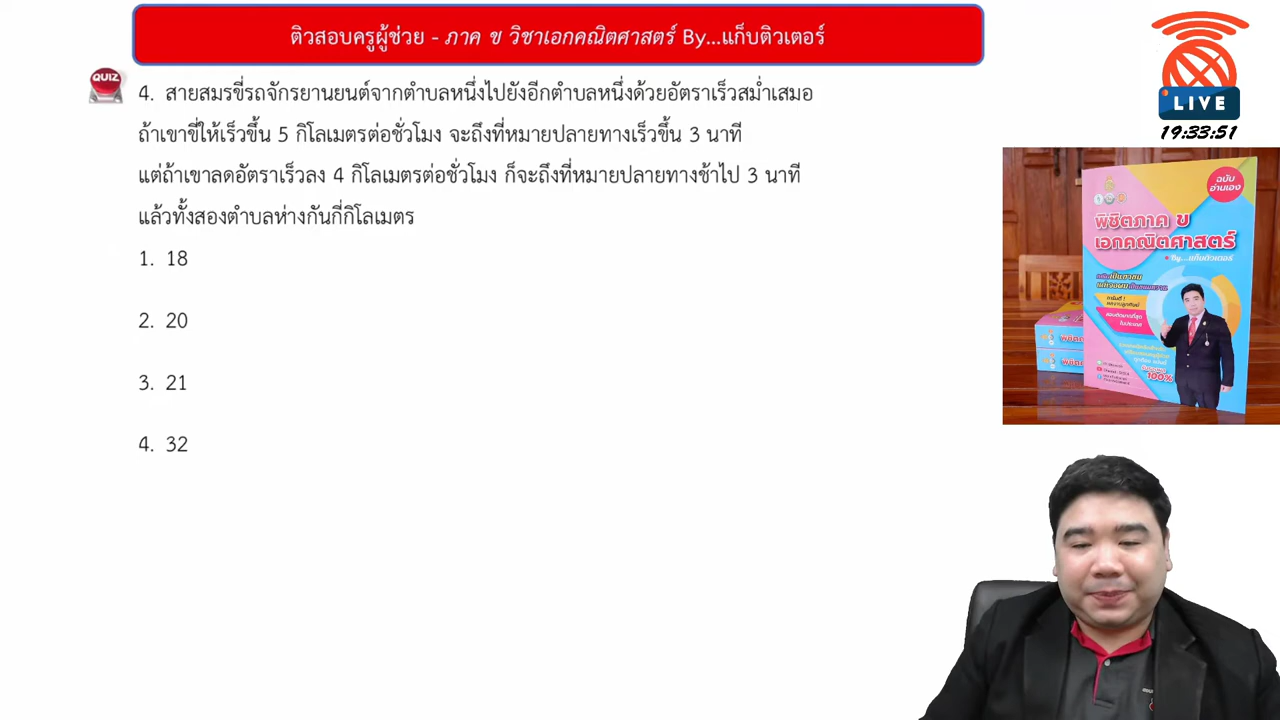 ติวสอบครูผู้ช่วย - ภาค ข วิชาเอกคณิตศาสตร์ By...แก็บติวเตอร์
QUIZ
4. สายสมรขี่รถจักรยานยนต์จากตำบลหนึ่งไปยังอีกตำบลหนึ่งด้วยอัตราเร็วสม่ำเสมอ
ถ้าเขาขี่ให้เร็วขึ้น 5 กิโลเมตรต่อชั่วโมง จะถึงที่หมายปลายทางเร็วขึ้น 3 นาที
แต่ถ้าเขาลดอัตราเร็วลง 4 กิโลเมตรต่อชั่วโมง ก็จะถึงที่หมายปลายทางช้าไป 3 นาที
แล้วทั้งสองตำบลห่างกันกี่กิโลเมตร
1. 18
2. 20
3. 21
4. 32
LIVE
19:33:51
ฉบับ
อ่านเอง
พิชิตภาค ข
เอกคณิตศาสตร์
By...แก็บติวเตอร์
100%